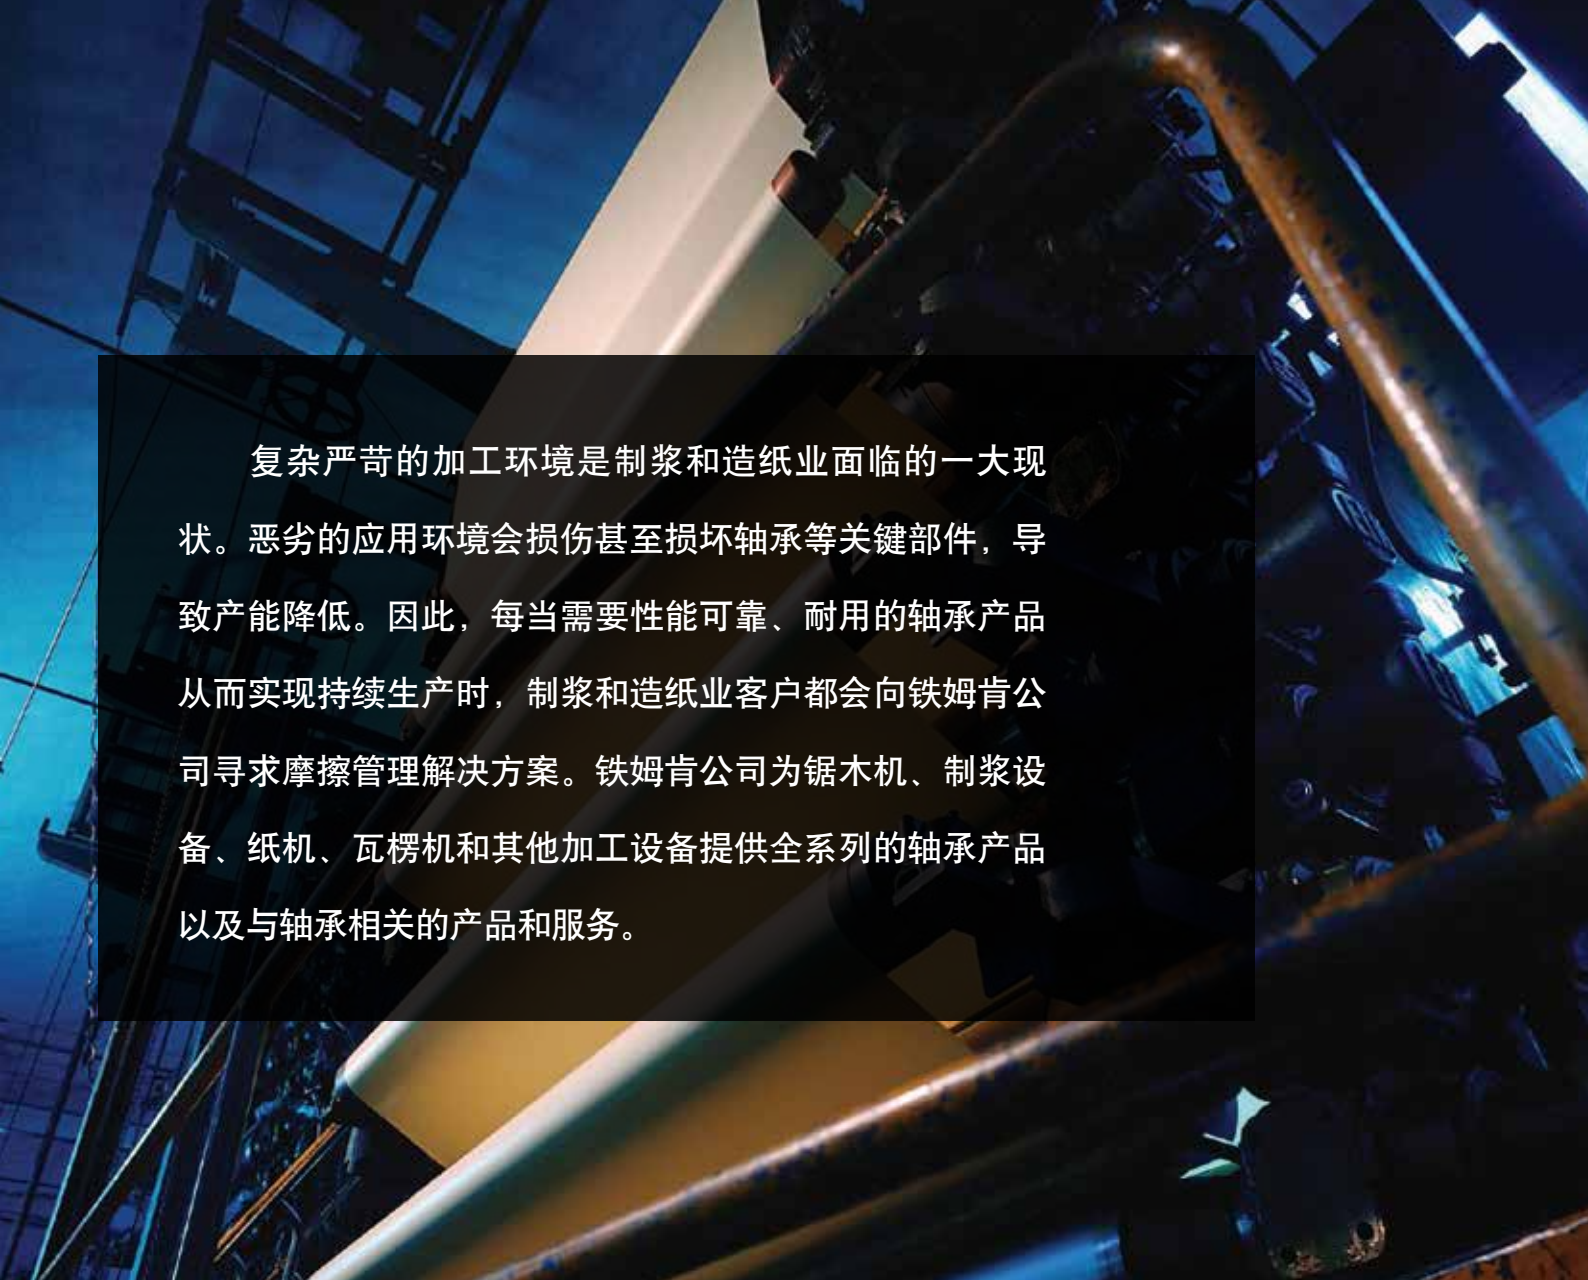 复杂严苛的加工环境是制浆和造纸业面临的一大现
状。恶劣的应用环境会损伤甚至损坏轴承等关键部件，导
致产能降低。因此，每当需要性能可靠、耐用的轴承产品
从而实现持续生产时，制浆和造纸业客户都会向铁姆肯公
司寻求摩擦管理解决方案。铁姆肯公司为锯木机、制浆设
备、纸机、瓦楞机和其他加工设备提供全系列的轴承产品
以及与轴承相关的产品和服务。